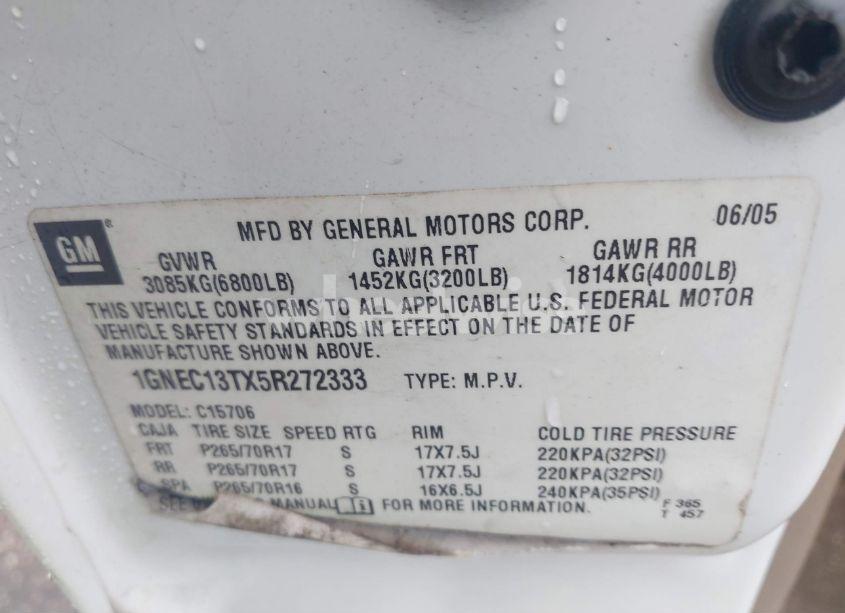 GM
MFD BY GENERAL MOTORS CORP. 06/05
GVWR GAWR FRT GAWR RR
3085KG(6800LB) 1452KG(3200LB) 1814KG(4000LB)
THIS VEHICLE CONFORMS TO ALL APPLICABLE U.S. FEDERAL MOTOR
VEHICLE SAFETY STANDARDS IN EFFECT ON THE DATE OF
MANUFACTURE SHOWN ABOVE.
1GNEC13TX5R272333 TYPE: M.P.V.
MODEL: C15706
CAJA TIRE SIZE SPEED RTG RIM COLD TIRE PRESSURE
FRT P265/70R17 S 17X7.5J 220KPA(32PSI)
RR P265/70R17 S 17X7.5J 220KPA(32PSI)
SPA P265/70R16 S 16X6.5J 240KPA(35PSI)
SEE MANUAL FOR MORE INFORMATION. F 365
T 457